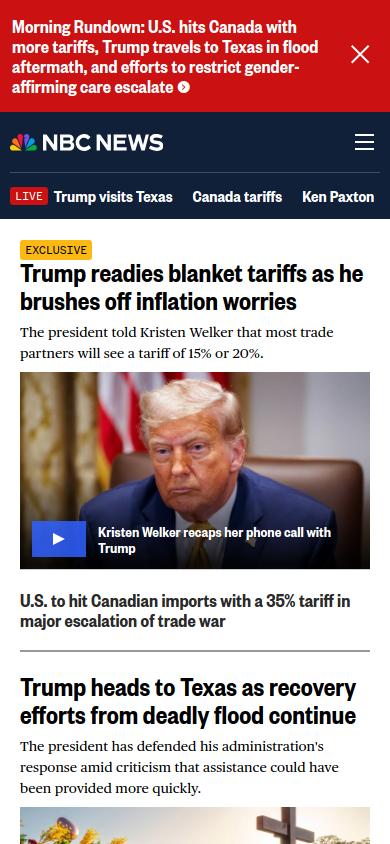 Morning Rundown: U.S. hits Canada with
more tariffs, Trump travels to Texas in flood
aftermath, and efforts to restrict gender-
affirming care escalate
NBC NEWS
LIVE Trump visits Texas Canada tariffs Ken Paxton
EXCLUSIVE
Trump readies blanket tariffs as he
brushes off inflation worries
The president told Kristen Welker that most trade
partners will see a tariff of 15% or 20%.
Kristen Welker recaps her phone call with
Trump
U.S. to hit Canadian imports with a 35% tariff in
major escalation of trade war
Trump heads to Texas as recovery
efforts from deadly flood continue
The president has defended his administration's
response amid criticism that assistance could have
been provided more quickly.